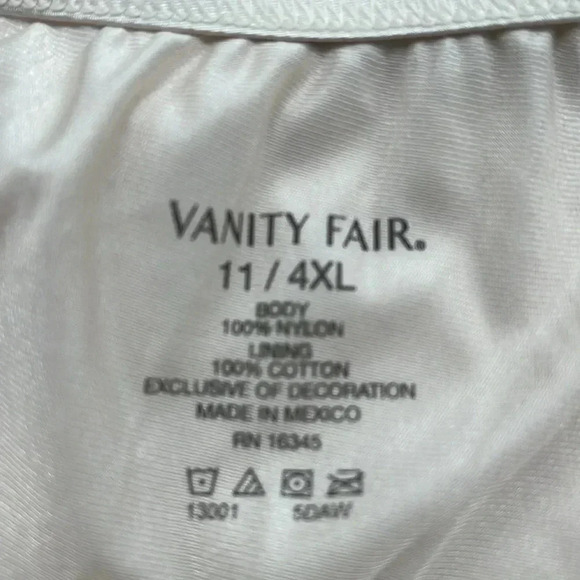 VANITY FAIR®
11 / 4XL
BODY
100% NYLON
LINING
100% COTTON
EXCLUSIVE OF DECORATION
MADE IN MEXICO
RN 16345
13001 5DAW